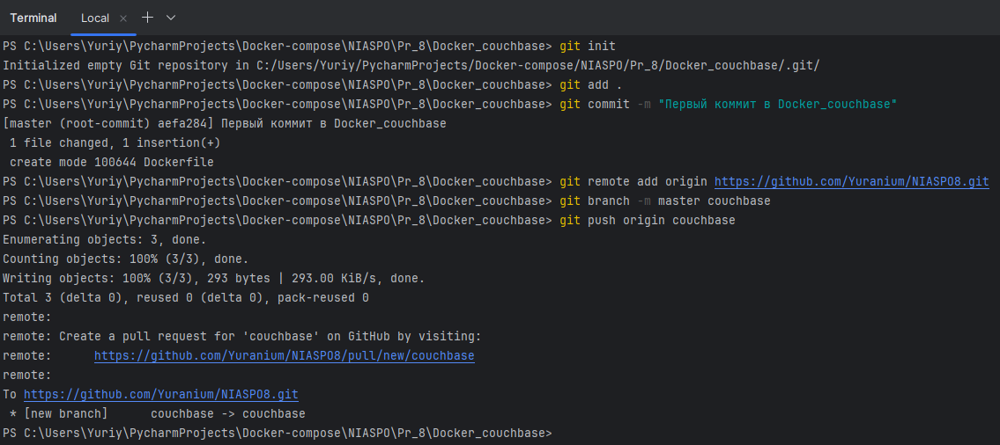 Terminal Local × + ⌄
PS C:\Users\Yuriy\PycharmProjects\Docker-compose\NIASPO\Pr_8\Docker_couchbase> git init
Initialized empty Git repository in C:/Users/Yuriy/PycharmProjects/Docker-compose/NIASPO/Pr_8/Docker_couchbase/.git/
PS C:\Users\Yuriy\PycharmProjects\Docker-compose\NIASPO\Pr_8\Docker_couchbase> git add .
PS C:\Users\Yuriy\PycharmProjects\Docker-compose\NIASPO\Pr_8\Docker_couchbase> git commit -m "Первый коммит в Docker_couchbase"
[master (root-commit) aefa284] Первый коммит в Docker_couchbase
 1 file changed, 1 insertion(+)
 create mode 100644 Dockerfile
PS C:\Users\Yuriy\PycharmProjects\Docker-compose\NIASPO\Pr_8\Docker_couchbase> git remote add origin https://github.com/Yuranium/NIASPO8.git
PS C:\Users\Yuriy\PycharmProjects\Docker-compose\NIASPO\Pr_8\Docker_couchbase> git branch -m master couchbase
PS C:\Users\Yuriy\PycharmProjects\Docker-compose\NIASPO\Pr_8\Docker_couchbase> git push origin couchbase
Enumerating objects: 3, done.
Counting objects: 100% (3/3), done.
Writing objects: 100% (3/3), 293 bytes | 293.00 KiB/s, done.
Total 3 (delta 0), reused 0 (delta 0), pack-reused 0
remote:
remote: Create a pull request for 'couchbase' on GitHub by visiting:
remote:      https://github.com/Yuranium/NIASPO8/pull/new/couchbase
remote:
To https://github.com/Yuranium/NIASPO8.git
 * [new branch]      couchbase -> couchbase
PS C:\Users\Yuriy\PycharmProjects\Docker-compose\NIASPO\Pr_8\Docker_couchbase>